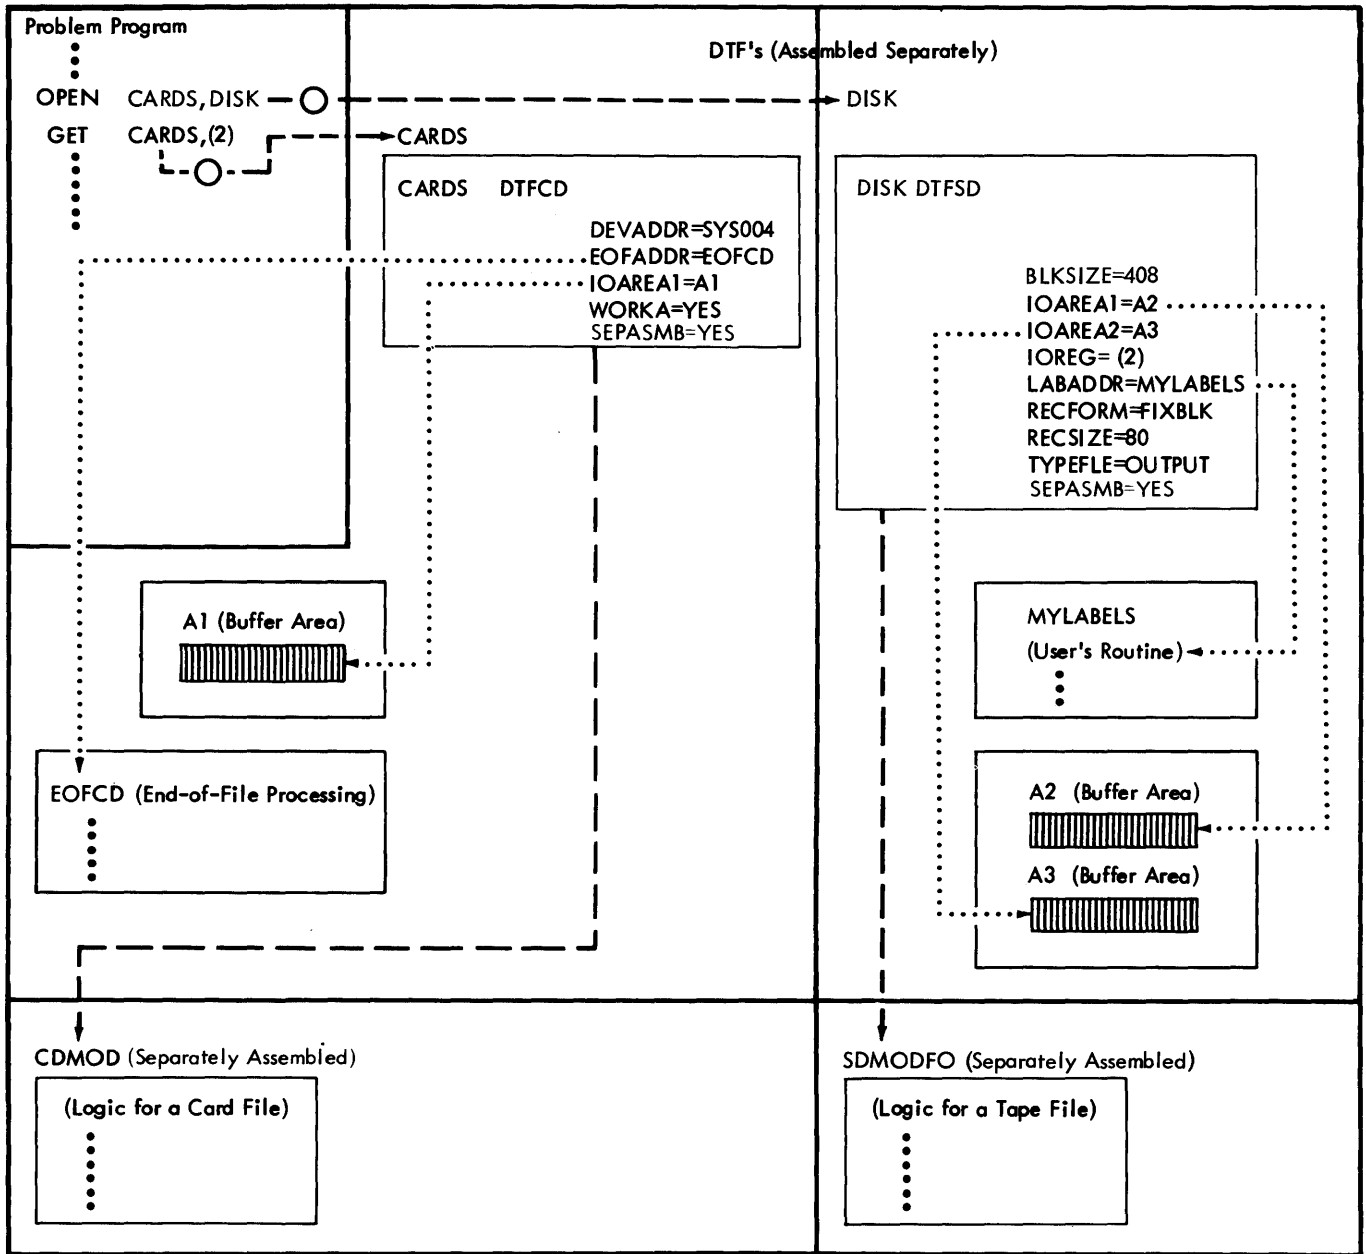 Problem Program
DTF's (Assembled Separately)
OPEN CARDS,DISK
DISK
GET CARDS,(2)
CARDS
CARDS DTFCD
DEVADDR=SYS004
EOFADDR=EOFCD
IOAREA1=A1
WORKA=YES
SEPASMB=YES
DISK DTFSD
BLKSIZE=408
IOAREA1=A2
IOAREA2=A3
IOREG= (2)
LABADDR=MYLABELS
RECFORM=FIXBLK
RECSIZE=80
TYPEFLE=OUTPUT
SEPASMB=YES
A1 (Buffer Area)
MYLABELS
(User's Routine)
EOFCD (End-of-File Processing)
A2 (Buffer Area)
A3 (Buffer Area)
CDMOD (Separately Assembled)
(Logic for a Card File)
SDMODFO (Separately Assembled)
(Logic for a Tape File)